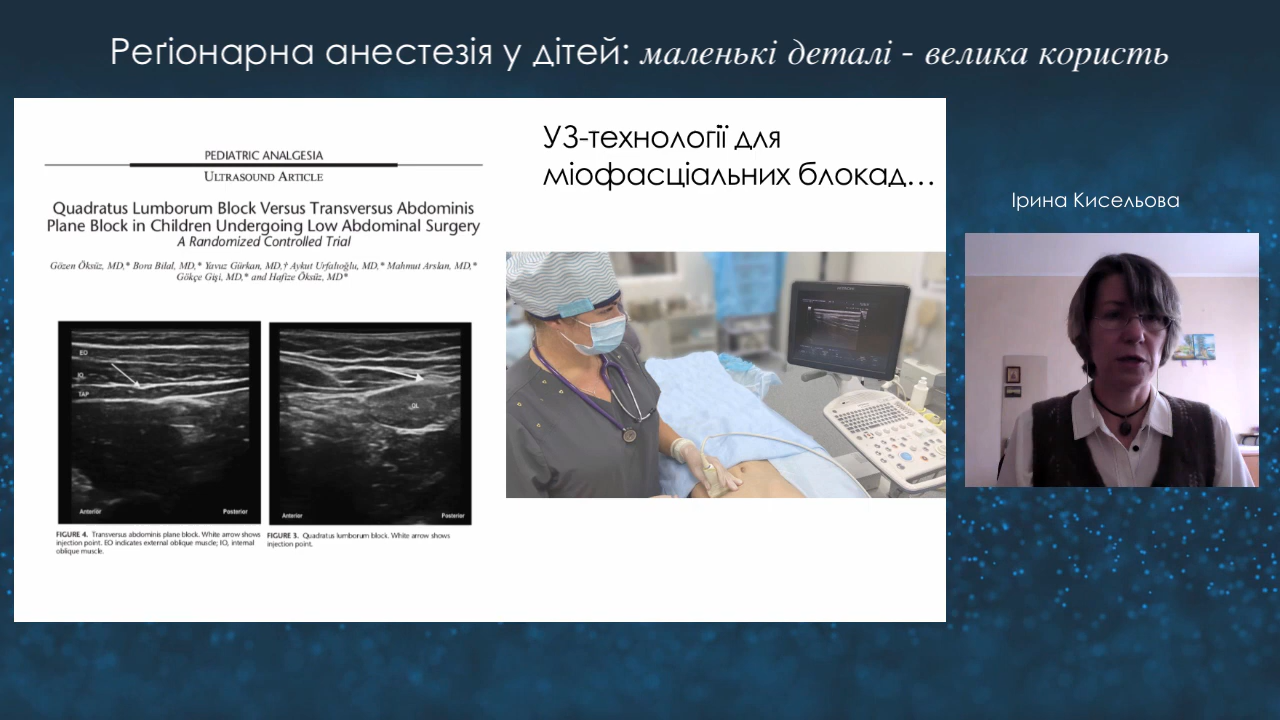 Реґіонарна анестезія у дітей: маленькі деталі - велика користь
PEDIATRIC ANALGESIA
ULTRASOUND ARTICLE
Quadratus Lumborum Block Versus Transversus Abdominis
Plane Block in Children Undergoing Low Abdominal Surgery
A Randomized Controlled Trial
Gözen Öksüz, MD,* Bora Bilal, MD,* Yavuz Gürkan, MD,† Aykut Urfalıoğlu, MD,* Mahmut Arslan, MD,*
Gökçe Gişi, MD,* and Hafize Öksüz, MD*
EO
IO
TAP
Anterior
Posterior
QL
Anterior
Posterior
FIGURE 4. Transversus abdominis plane block. White arrow shows
injection point. EO indicates external oblique muscle; IO, internal
oblique muscle.
FIGURE 3. Quadratus lumborum block. White arrow shows
injection point.
УЗ-технології для
міофасціальних блокад…
Ірина Кисельова